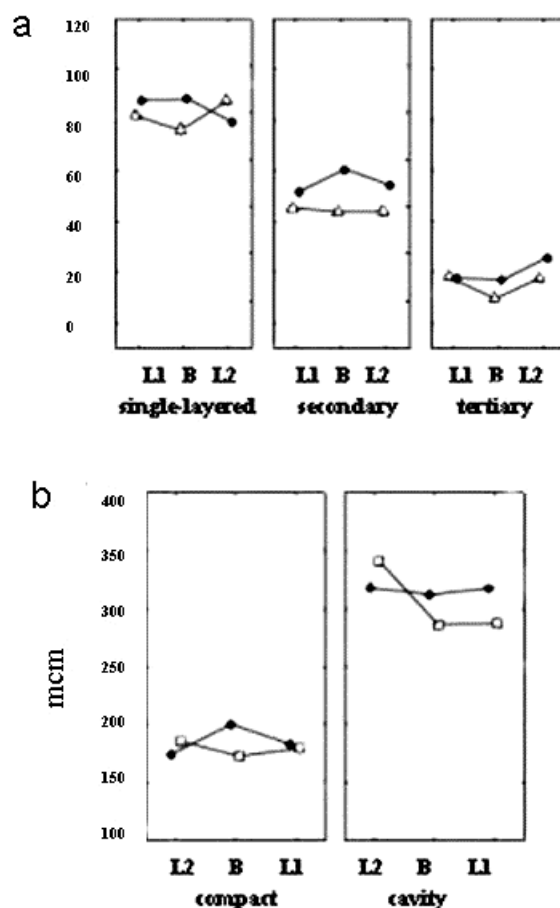 a
120
100
80
60
40
20
0
L1 B L2 L1 B L2 L1 B L2
single-layered secondary tertiary
b
mcm
400
350
300
250
200
150
100
L2 B L1 L2 B L1
compact cavity